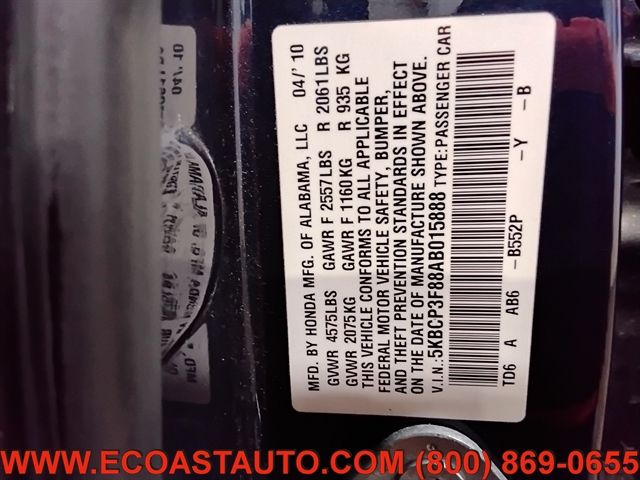 MFD. BY HONDA MFG. OF ALABAMA, LLC 04/'10
GVWR 4575LBS GAWR F 2557LBS R 2061LBS
GVWR 2075KG GAWR F 1160KG R 935 KG
THIS VEHICLE CONFORMS TO ALL APPLICABLE
FEDERAL MOTOR VEHICLE SAFETY, BUMPER,
AND THEFT PREVENTION STANDARDS IN EFFECT
ON THE DATE OF MANUFACTURE SHOWN ABOVE.
V.I.N.: 5KBCP3F88AB015888 TYPE: PASSENGER CAR
TD6 A AB6 -B552P -Y -B
WWW.ECOASTAUTO.COM (800) 869-0655